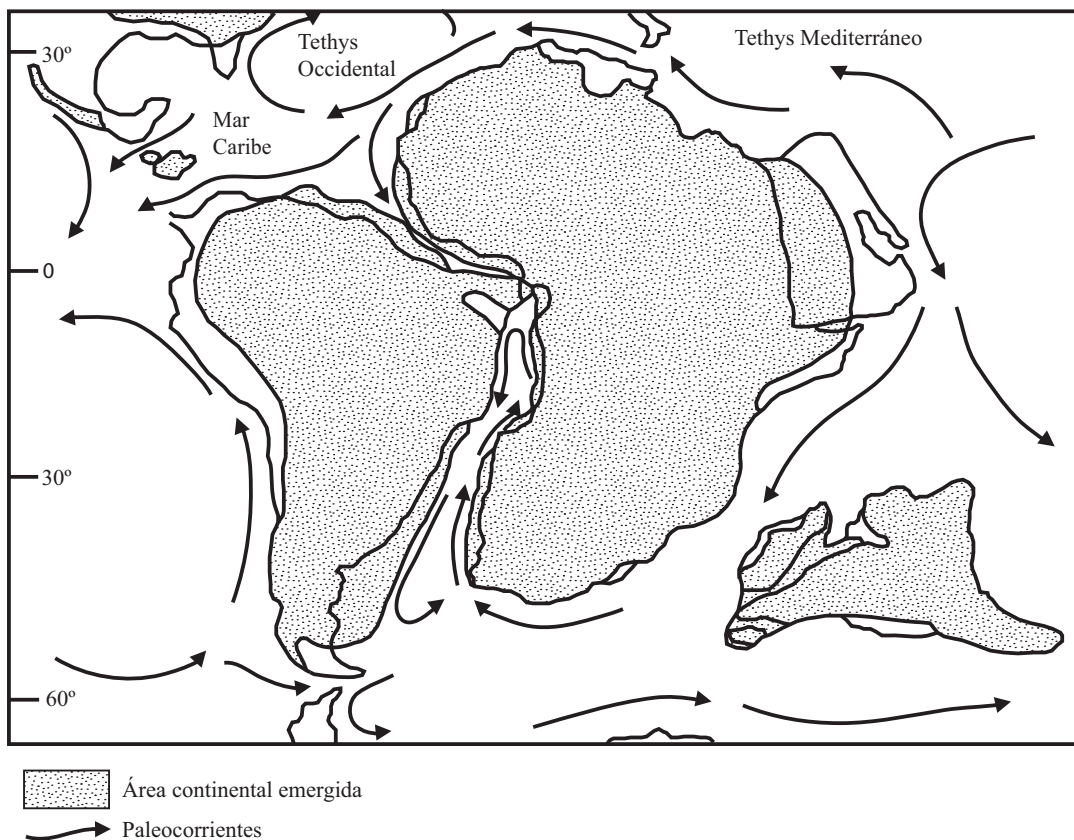 30º
Tethys
Occidental
Tethys Mediterráneo
Mar
Caribe
0
30º
60º
Área continental emergida
Paleocorrientes